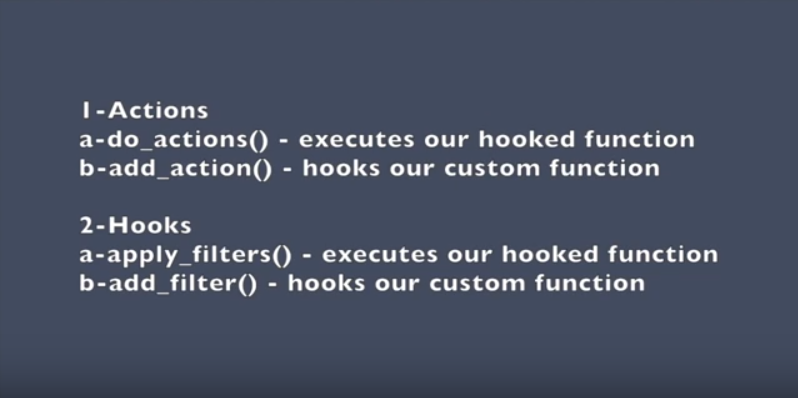 1-Actions
a-do_actions() - executes our hooked function
b-add_action() - hooks our custom function
2-Hooks
a-apply_filters() - executes our hooked function
b-add_filter() - hooks our custom function